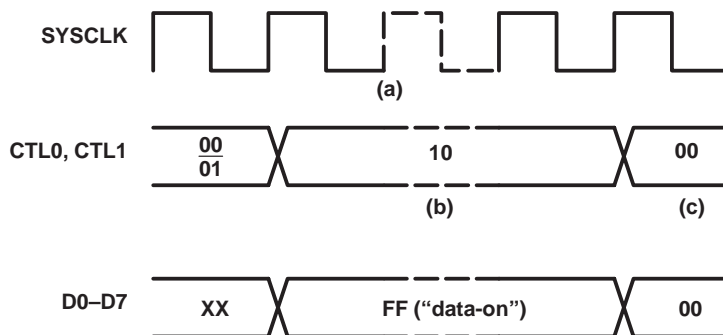 SYSCLK
(a)
CTL0, CTL1
00
01
10
00
(b)
(c)
D0–D7
XX
FF (“data-on”)
00